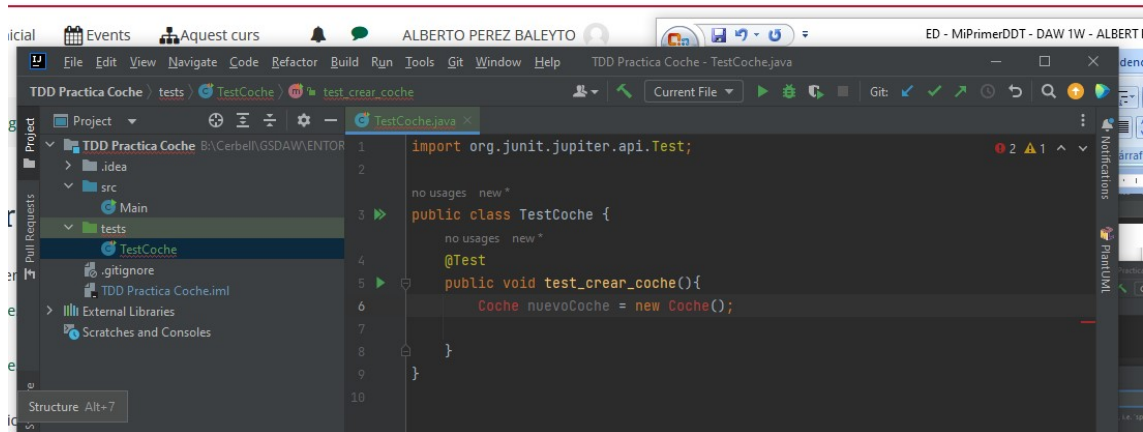 icial Events Aquest curs ALBERTO PEREZ BALEYTO
ED - MiPrimerDDT - DAW 1W - ALBERT
File Edit View Navigate Code Refactor Build Run Tools Git Window Help TDD Practica Coche - TestCoche.java
TDD Practica Coche tests TestCoche test_crear_coche Current File Git:
Project
TestCoche.java
2 1
TDD Practica Coche B:\Cerbell\GSDAW\ENTOR
.idea
src
Main
tests
TestCoche
.gitignore
TDD Practica Coche.iml
External Libraries
Scratches and Consoles
1 import org.junit.jupiter.api.Test;
2
no usages new *
3 public class TestCoche {
no usages new *
4 @Test
5 public void test_crear_coche(){
6 Coche nuevoCoche = new Coche();
7
8 }
9 }
10
Project
Pull Requests
Structure Alt+7
Notifications
PlantUML